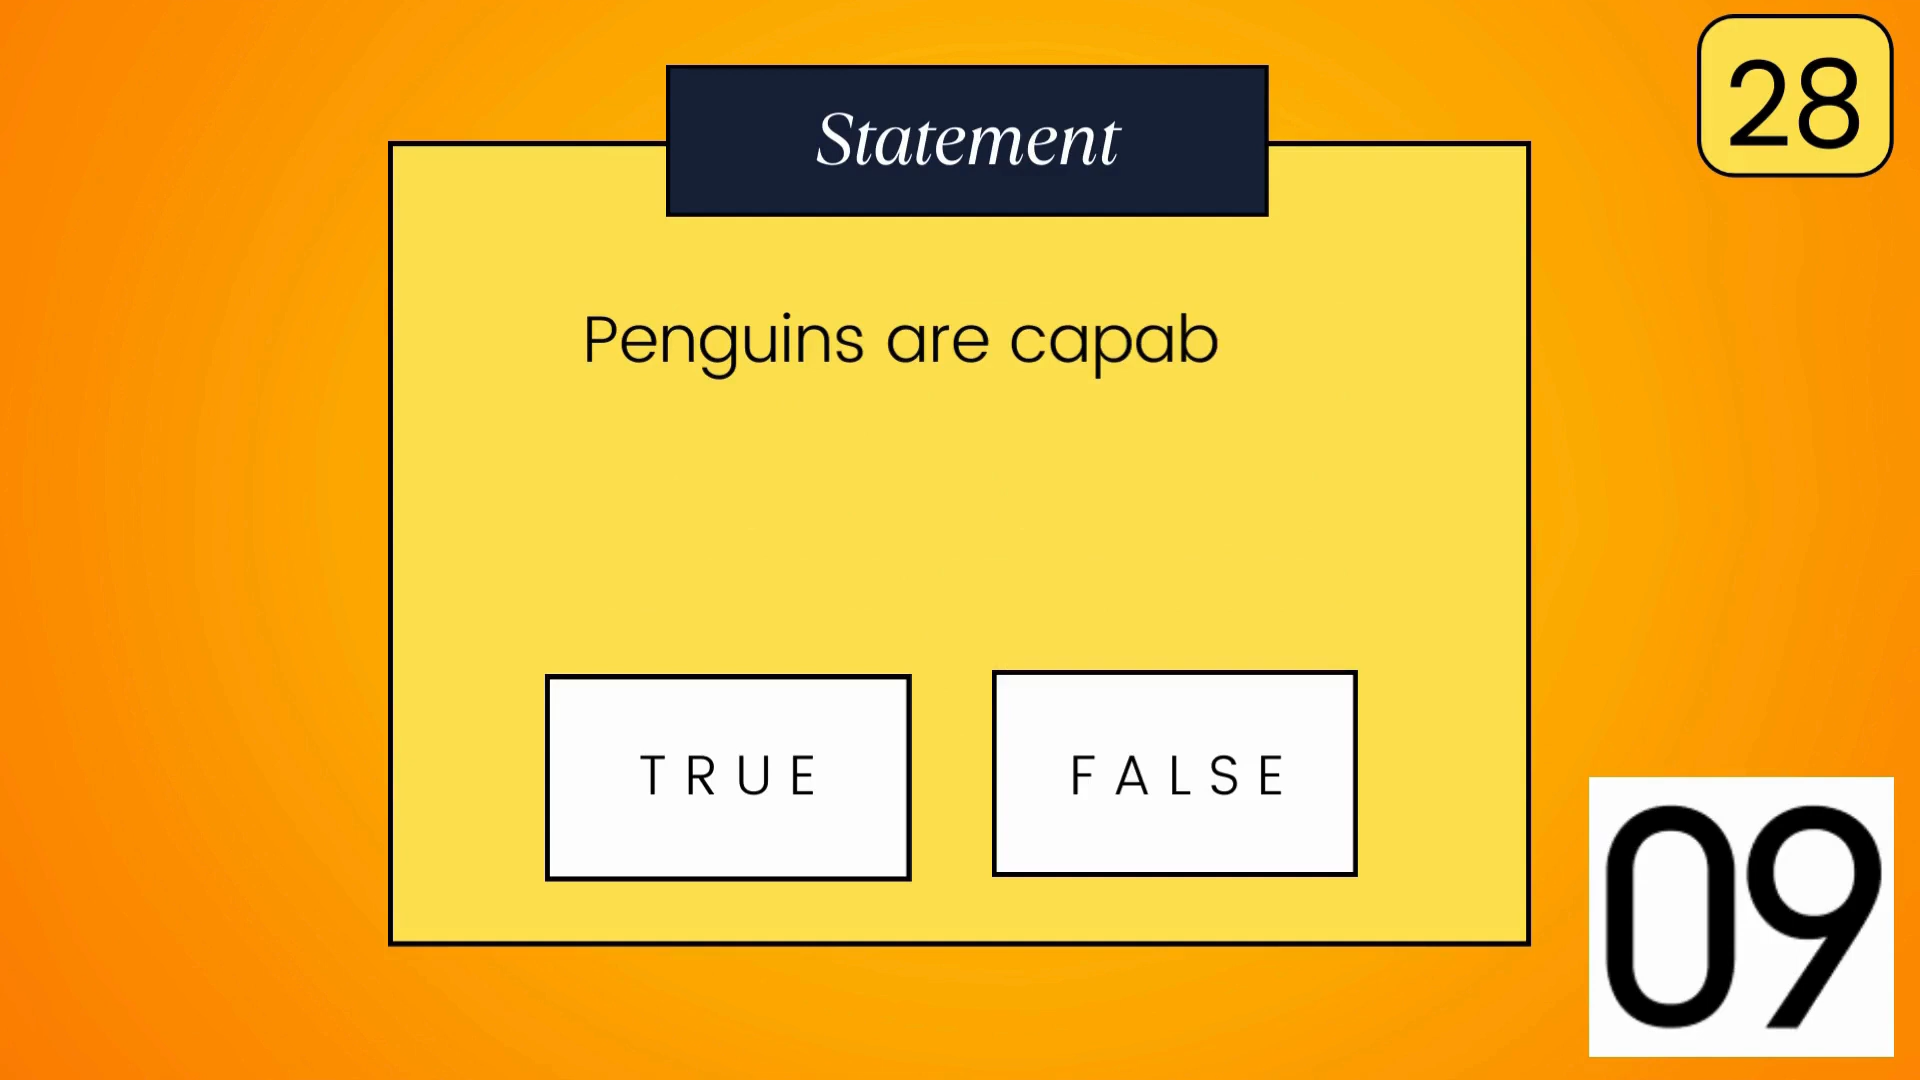 28
Statement
Penguins are capab
TRUE
FALSE
09